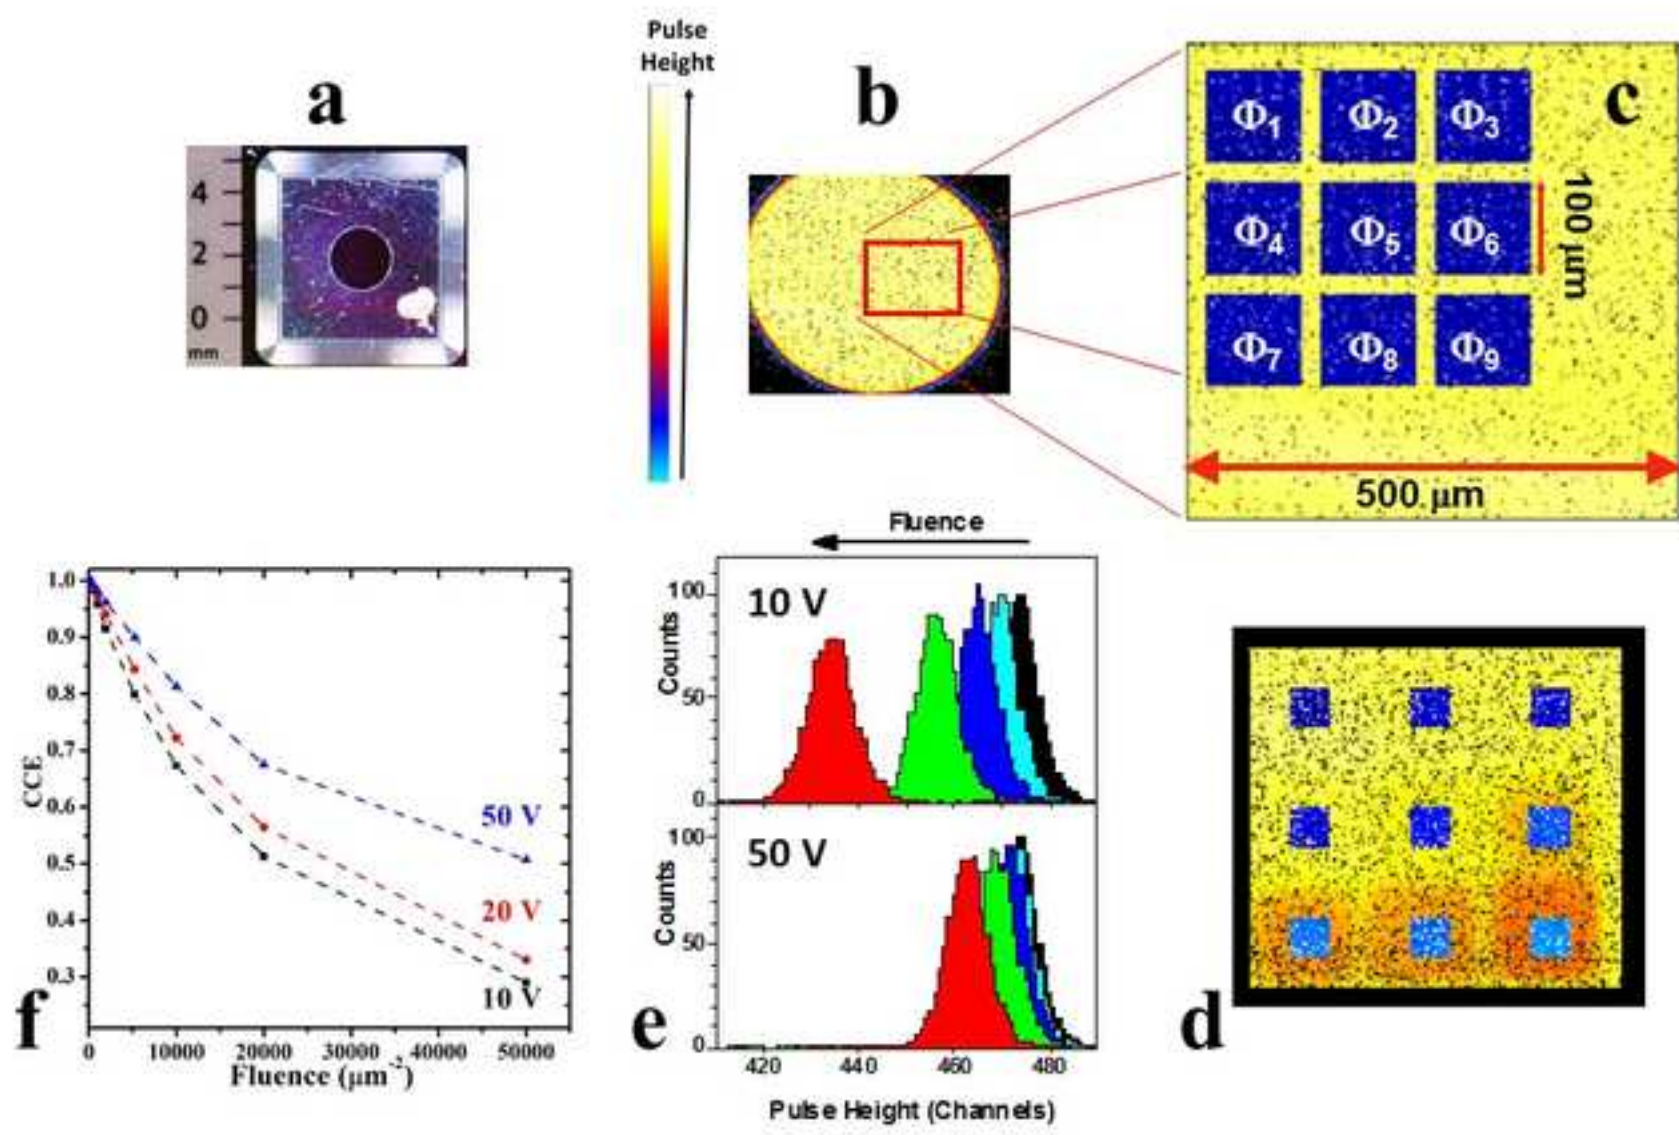 a
4
2
0
mm
Pulse
Height
b
c
Φ1 Φ2 Φ3
Φ4 Φ5 Φ6
Φ7 Φ8 Φ9
100 μm
500 μm
f
1.0
0.9
0.8
0.7
0.6
0.5
0.4
0.3
CCE
50 V
20 V
10 V
0 10000 20000 30000 40000 50000
Fluence (μm⁻²)
e
Fluence
10 V
100
50
0
Counts
50 V
100
50
0
Counts
420 440 460 480
Pulse Height (Channels)
d